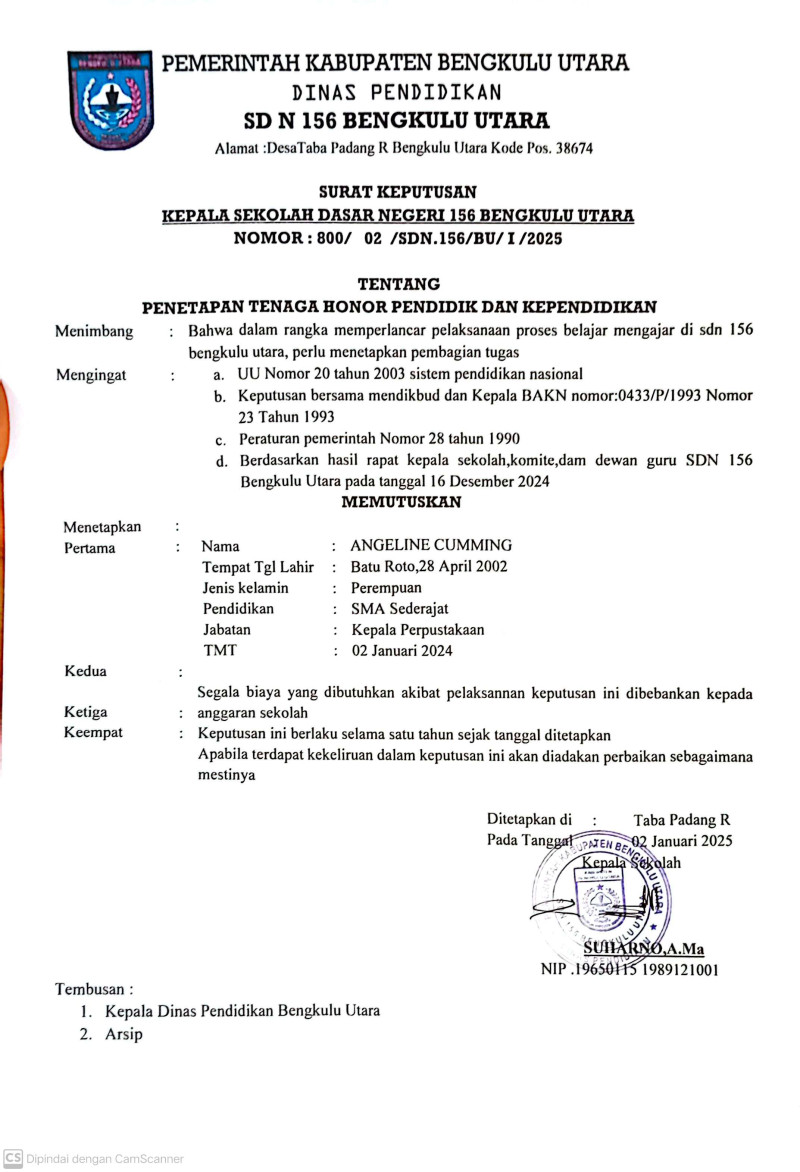 PEMERINTAH KABUPATEN BENGKULU UTARA
DINAS PENDIDIKAN
SD N 156 BENGKULU UTARA
Alamat :DesaTaba Padang R Bengkulu Utara Kode Pos. 38674
SURAT KEPUTUSAN
KEPALA SEKOLAH DASAR NEGERI 156 BENGKULU UTARA
NOMOR : 800/ 02 /SDN.156/BU/ I /2025
TENTANG
PENETAPAN TENAGA HONOR PENDIDIK DAN KEPENDIDIKAN
Menimbang : Bahwa dalam rangka memperlancar pelaksanaan proses belajar mengajar di sdn 156
bengkulu utara, perlu menetapkan pembagian tugas
Mengingat : a. UU Nomor 20 tahun 2003 sistem pendidikan nasional
b. Keputusan bersama mendikbud dan Kepala BAKN nomor:0433/P/1993 Nomor
23 Tahun 1993
c. Peraturan pemerintah Nomor 28 tahun 1990
d. Berdasarkan hasil rapat kepala sekolah,komite,dam dewan guru SDN 156
Bengkulu Utara pada tanggal 16 Desember 2024
MEMUTUSKAN
Menetapkan :
Pertama : Nama : ANGELINE CUMMING
Tempat Tgl Lahir : Batu Roto,28 April 2002
Jenis kelamin : Perempuan
Pendidikan : SMA Sederajat
Jabatan : Kepala Perpustakaan
TMT : 02 Januari 2024
Kedua :
Segala biaya yang dibutuhkan akibat pelaksannan keputusan ini dibebankan kepada
Ketiga : anggaran sekolah
Keempat : Keputusan ini berlaku selama satu tahun sejak tanggal ditetapkan
Apabila terdapat kekeliruan dalam keputusan ini akan diadakan perbaikan sebagaimana
mestinya
Ditetapkan di : Taba Padang R
Pada Tanggal 02 Januari 2025
Kepala Sekolah
SUHARNO,A.Ma
NIP .19650115 1989121001
Tembusan :
1. Kepala Dinas Pendidikan Bengkulu Utara
2. Arsip
CS Dipindai dengan CamScanner